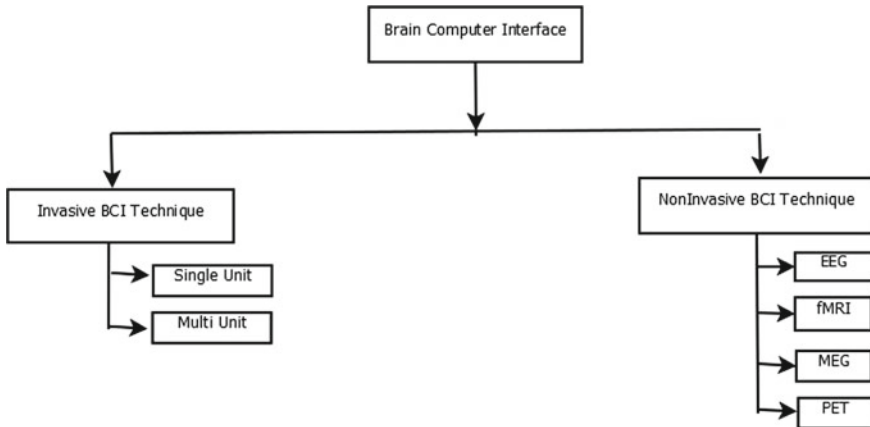 Brain Computer Interface
Invasive BCI Technique
Single Unit
Multi Unit
NonInvasive BCI Technique
EEG
fMRI
MEG
PET